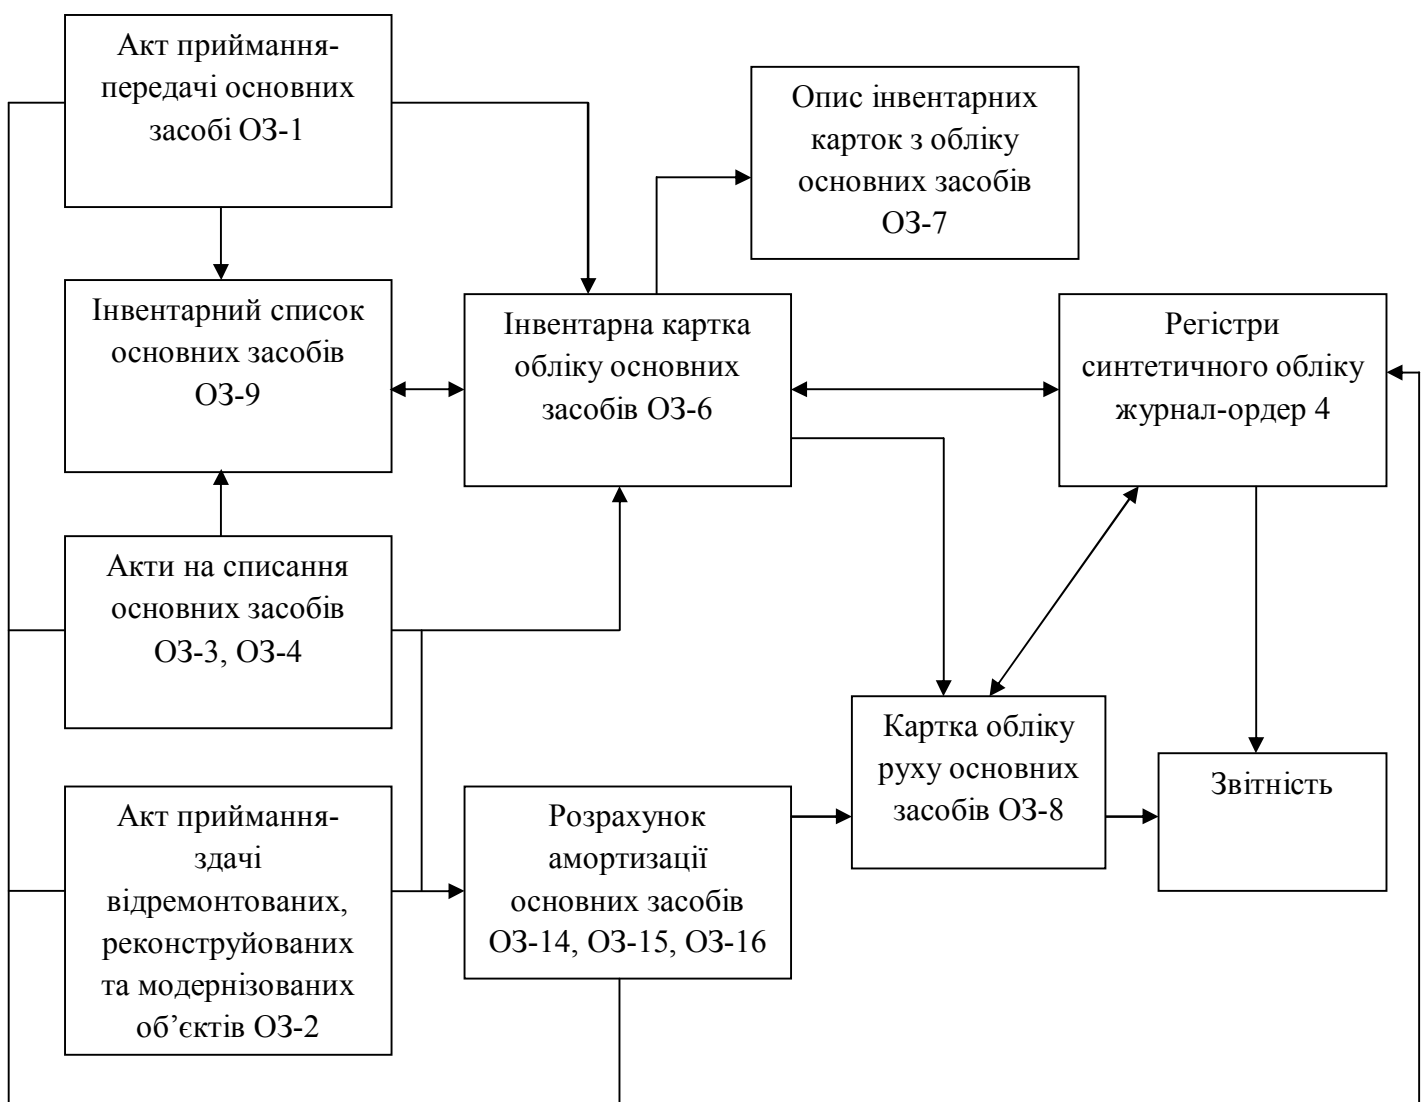 Акт приймання-
передачі основних
засобі ОЗ-1
Опис інвентарних
карток з обліку
основних засобів
ОЗ-7
Інвентарний список
основних засобів
ОЗ-9
Інвентарна картка
обліку основних
засобів ОЗ-6
Регістри
синтетичного обліку
журнал-ордер 4
Акти на списання
основних засобів
ОЗ-3, ОЗ-4
Картка обліку
руху основних
засобів ОЗ-8
Звітність
Акт приймання-
здачі
відремонтованих,
реконструйованих
та модернізованих
об’єктів ОЗ-2
Розрахунок
амортизації
основних засобів
ОЗ-14, ОЗ-15, ОЗ-16